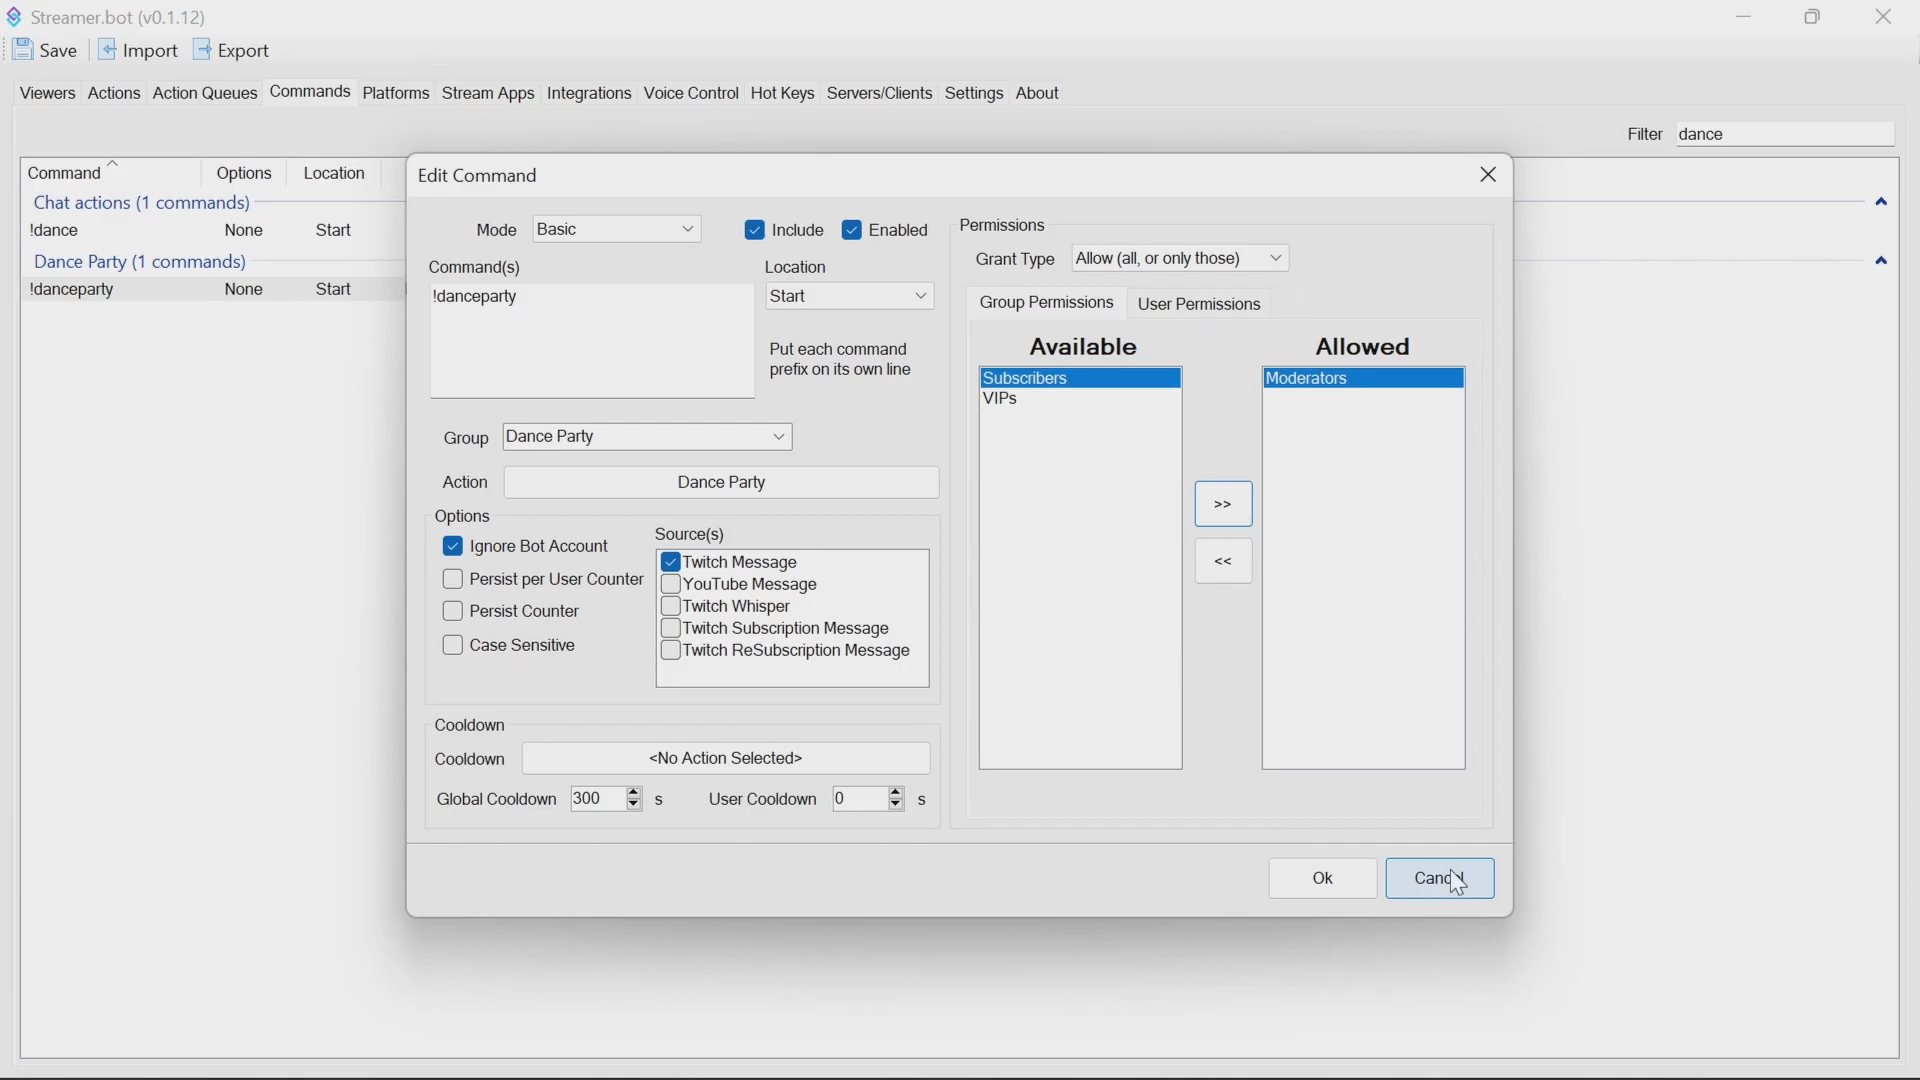 Streamer.bot (v0.1.12)
Save Import Export
Viewers Actions Action Queues Commands Platforms Stream Apps Integrations Voice Control Hot Keys Servers/Clients Settings About
Filter dance
Command Options Location
Chat actions (1 commands)
!dance None Start
Dance Party (1 commands)
!danceparty None Start
Edit Command
Mode Basic Include Enabled
Command(s) Location
!danceparty Start
Put each command
prefix on its own line
Group Dance Party
Action Dance Party
Options
Ignore Bot Account
Persist per User Counter
Persist Counter
Case Sensitive
Source(s)
Twitch Message
YouTube Message
Twitch Whisper
Twitch Subscription Message
Twitch ReSubscription Message
Cooldown
Cooldown <No Action Selected>
Global Cooldown 300 s User Cooldown 0 s
Permissions
Grant Type Allow (all, or only those)
Group Permissions User Permissions
Available Allowed
Subscribers Moderators
VIPs
>>
<<
Ok Cancel